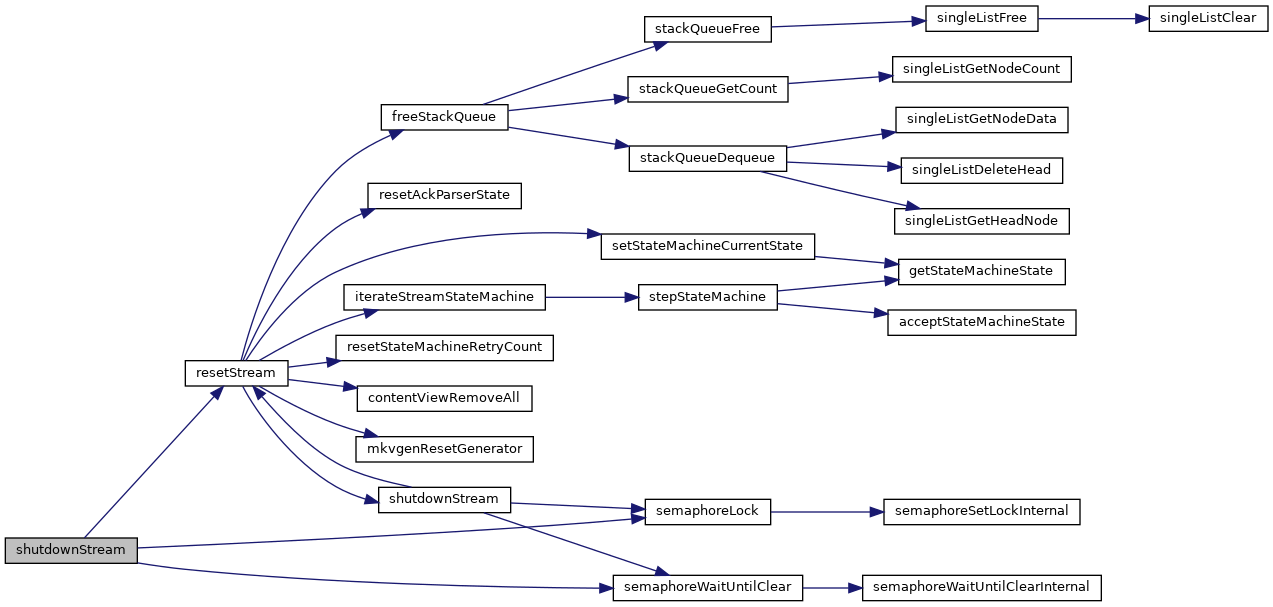 singleListFree
singleListClear
stackQueueFree
singleListGetNodeCount
stackQueueGetCount
freeStackQueue
singleListGetNodeData
stackQueueDequeue
singleListDeleteHead
resetAckParserState
singleListGetHeadNode
setStateMachineCurrentState
getStateMachineState
iterateStreamStateMachine
stepStateMachine
acceptStateMachineState
resetStateMachineRetryCount
resetStream
contentViewRemoveAll
mkvgenResetGenerator
shutdownStream
semaphoreLock
semaphoreSetLockInternal
shutdownStream
semaphoreWaitUntilClear
semaphoreWaitUntilClearInternal